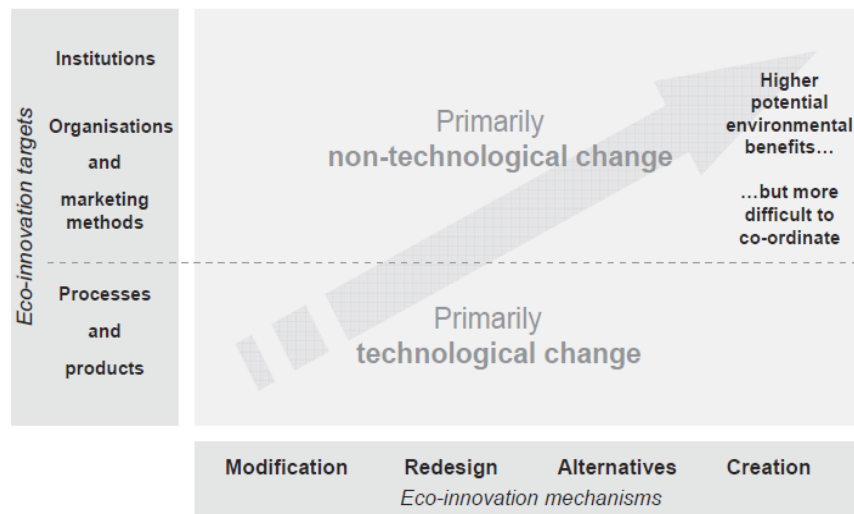 Eco-innovation targets
Institutions
Organisations
and
marketing
methods
Processes
and
products
Primarily
non-technological change
Primarily
technological change
Higher
potential
environmental
benefits…
…but more
difficult to
co-ordinate
Modification Redesign Alternatives Creation
Eco-innovation mechanisms